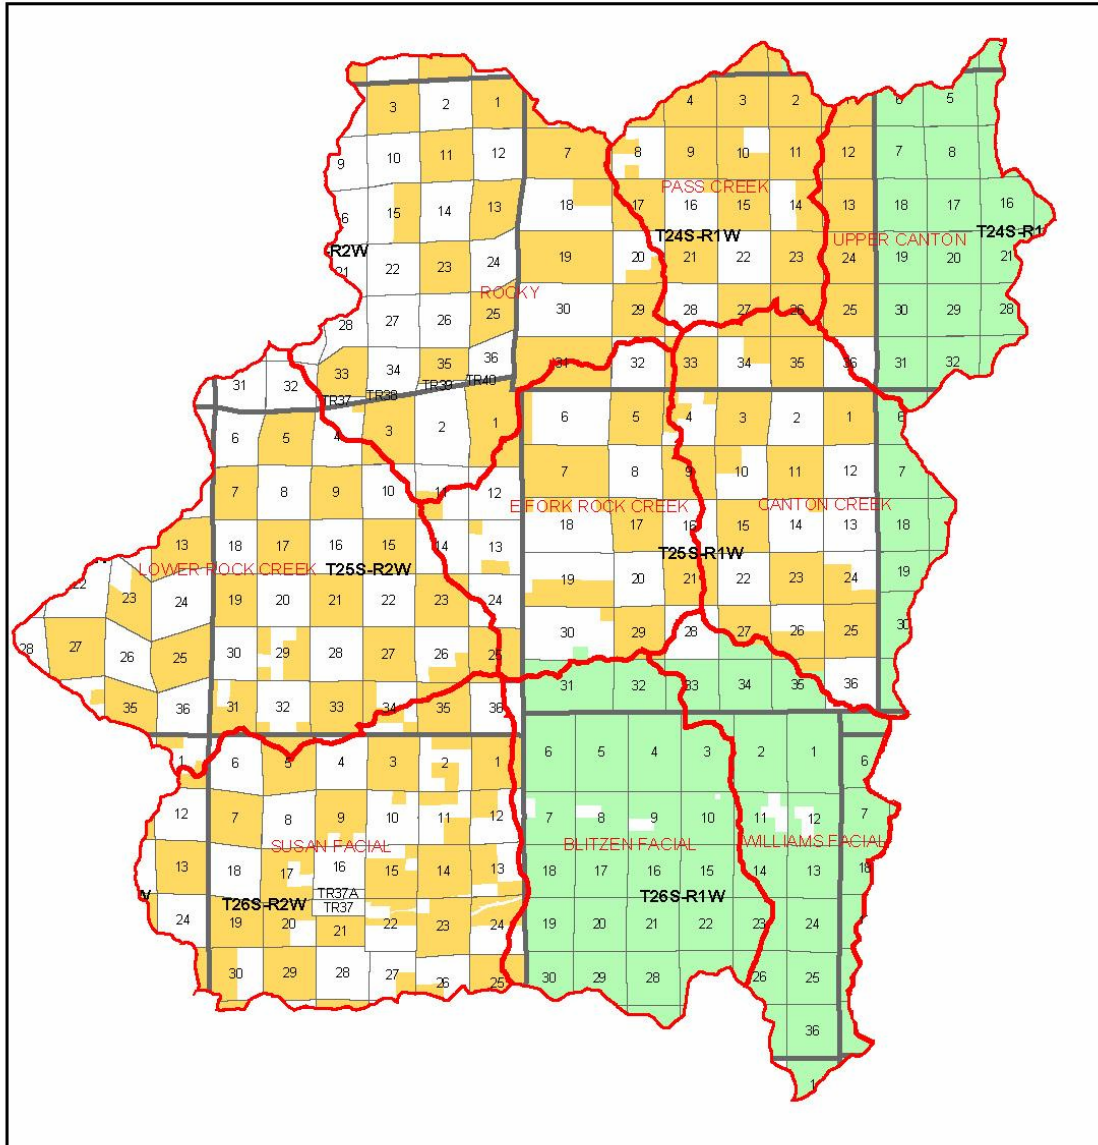 3 2 1 4 3 2 6 5
9 10 11 12 7 8 9 10 11 12 7 8
PASS CREEK
6 15 14 13 18 17 16 15 14 13 18 17 16
-R2W T24S-R1W UPPER CANTON T24S-R1
21 22 23 24 19 20 21 22 23 24 19 20 21
ROCKY
28 27 26 25 30 29 28 27 26 25 30 29 28
31 32 33 34 35 36 31 32 33 34 35 36 31 32
TR37 TR38 TR39 TR40
6 5 4 3 2 1 6 5 4 3 2 1 6
7 8 9 10 11 12 7 8 9 10 11 12 7
E FORK ROCK CREEK CANTON CREEK
13 18 17 16 15 14 13 18 17 16 15 14 13 18
LOWER ROCK CREEK T25S-R2W T25S-R1W
22 23 24 19 20 21 22 23 24 19 20 21 22 23 24 19
28 27 26 25 30 29 28 27 26 25 30 29 28 27 26 25 30
35 36 31 32 33 34 35 36 31 32 33 34 35 36
1 6 5 4 3 2 1 6 5 4 3 2 1 6
12 7 8 9 10 11 12 7 8 9 10 11 12 7
SUSAN FACIAL BLITZEN FACIAL WILLIAMS FACIAL
13 18 17 16 15 14 13 18 17 16 15 14 13 18
TR37A
T26S-R2W TR37 T26S-R1W
24 19 20 21 22 23 24 19 20 21 22 23 24
30 29 28 27 26 25 30 29 28 26 25
36
1